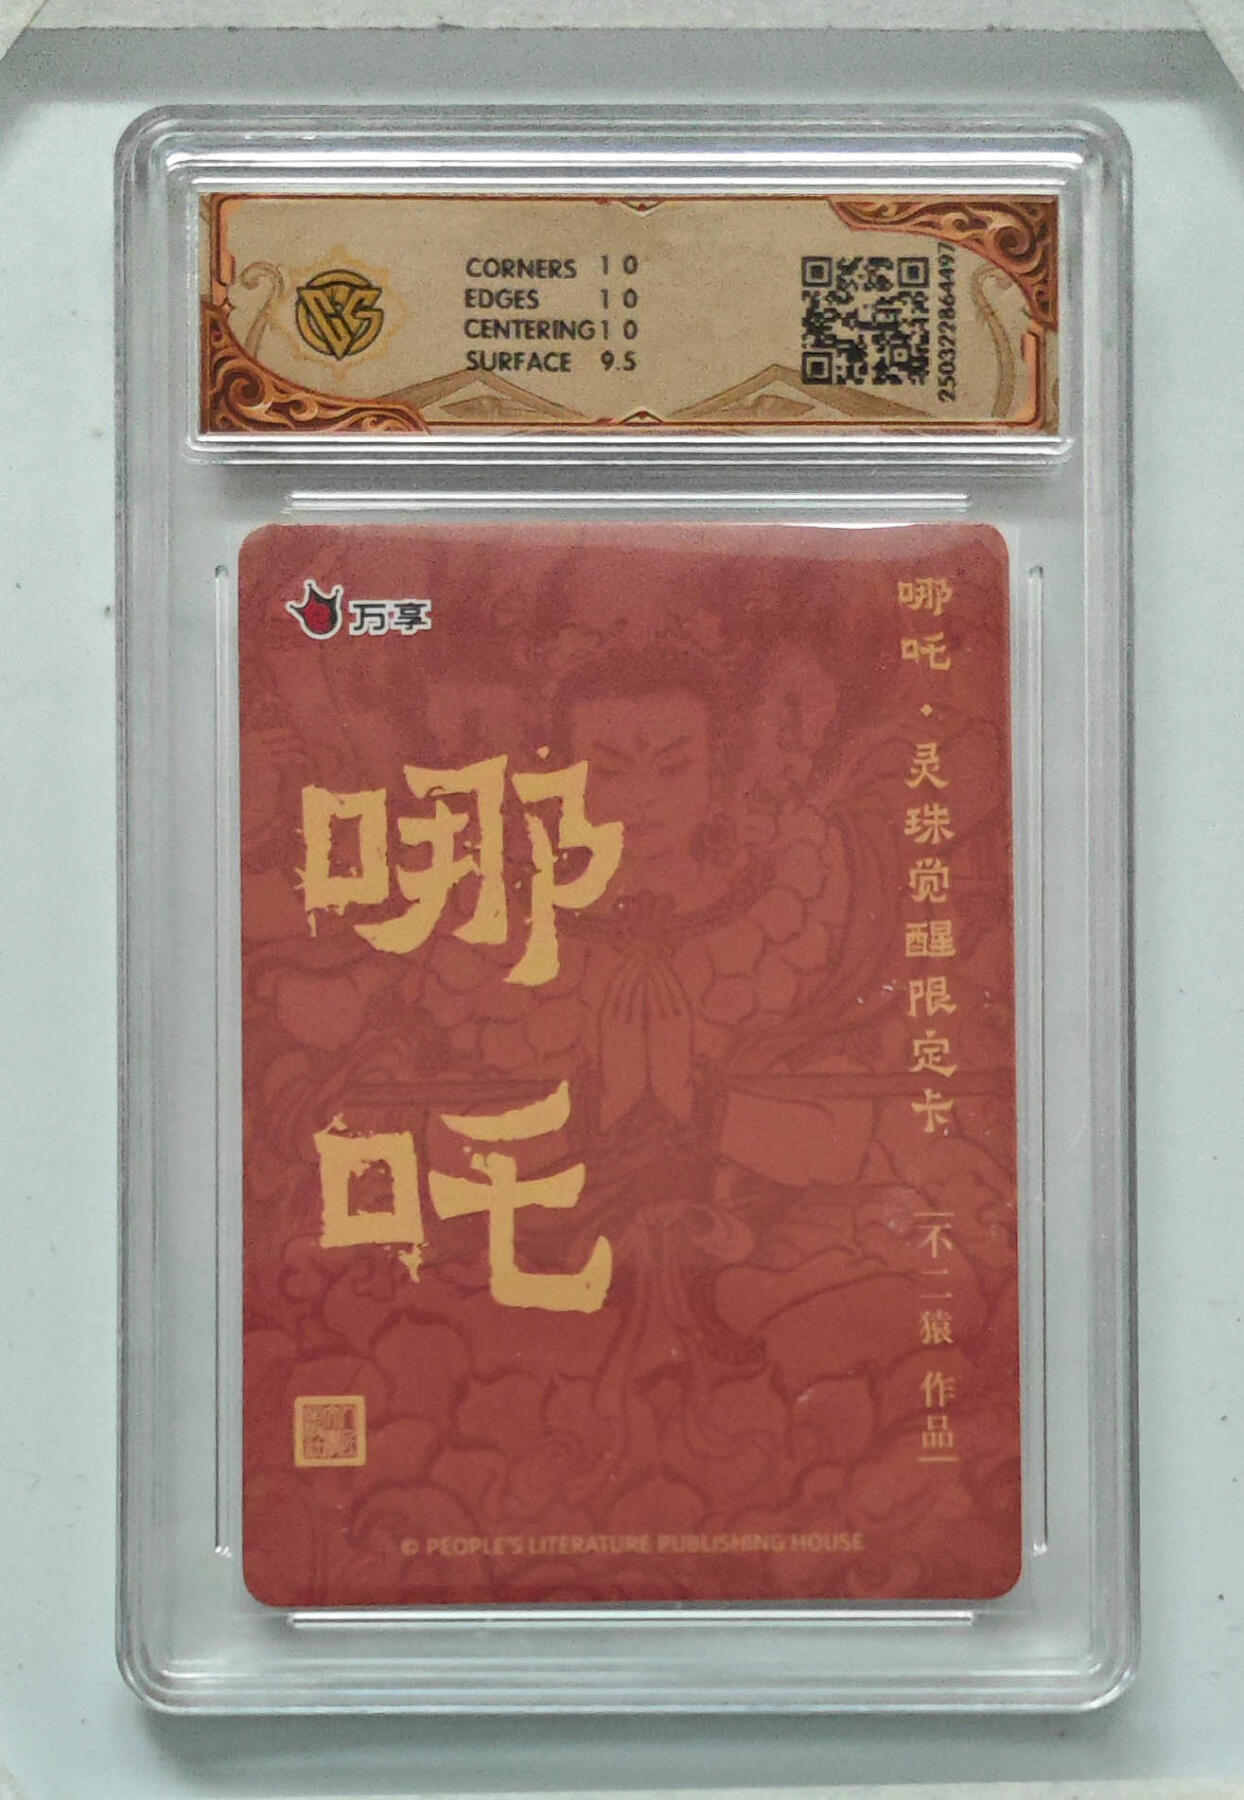 CORNERS 10
EDGES 10
CENTERING 10
SURFACE 9.5
250322864497
万享
哪吒
哪吒·灵珠觉醒限定卡
不二猿 作品
© PEOPLE'S LITERATURE PUBLISHING HOUSE